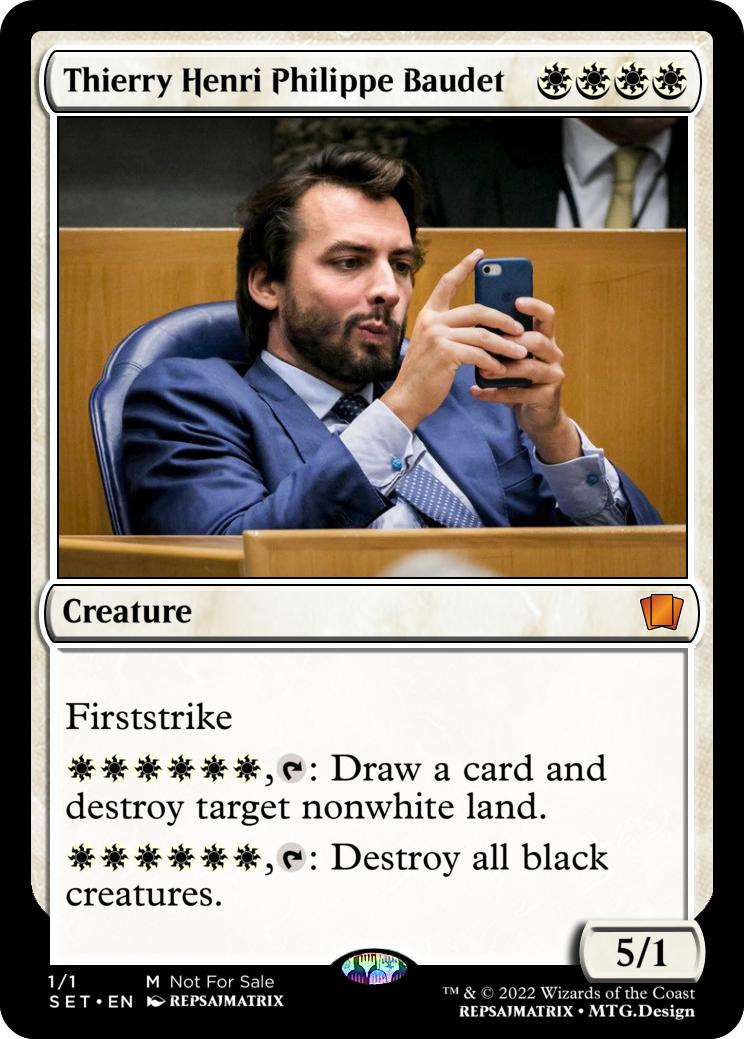 Thierry Henri Philippe Baudet
Creature
Firststrike
, : Draw a card and
destroy target nonwhite land.
, : Destroy all black
creatures.
5/1
1/1 M Not For Sale
SET • EN REPSAJMATRIX
™ & © 2022 Wizards of the Coast
REPSAJMATRIX • MTG.Design